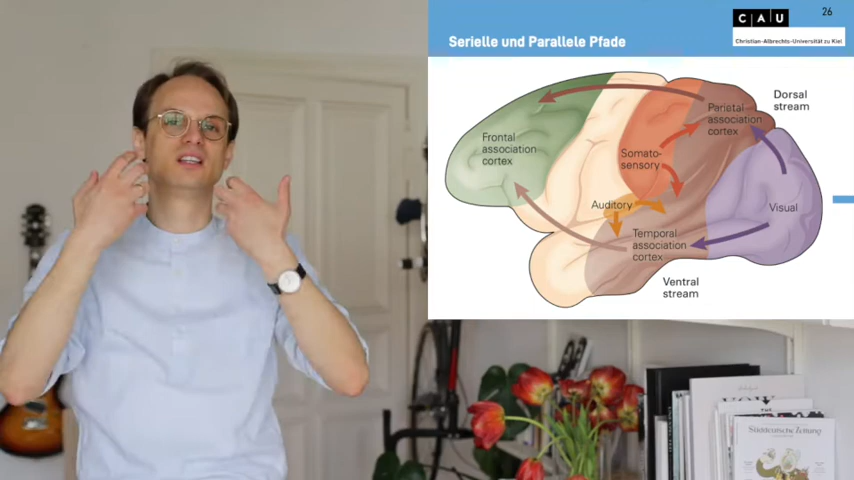 C A U
26
Christian-Albrechts-Universität zu Kiel
Serielle und Parallele Pfade
Dorsal
stream
Parietal
association
cortex
Frontal
association
cortex
Somato-
sensory
Auditory
Visual
Temporal
association
cortex
Ventral
stream
THE
Süddeutsche Zeitung